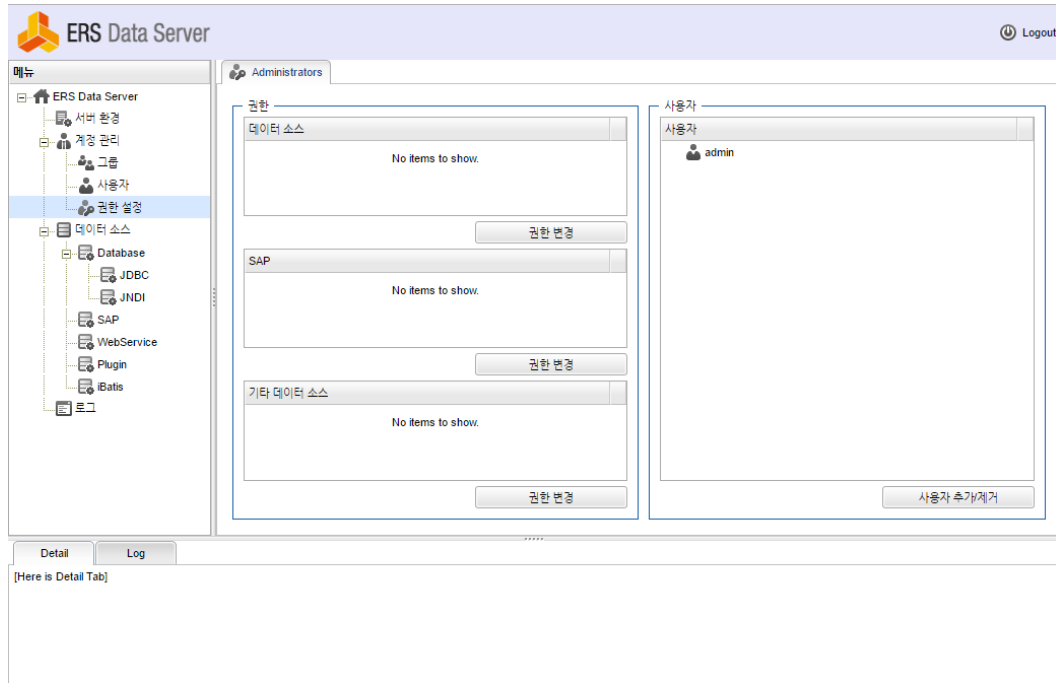 ERS Data Server
Logout
메뉴
ERS Data Server
서버 환경
계정 관리
그룹
사용자
권한 설정
데이터 소스
Database
JDBC
JNDI
SAP
WebService
Plugin
iBatis
로그
Administrators
권한
데이터 소스
No items to show.
권한 변경
SAP
No items to show.
권한 변경
기타 데이터 소스
No items to show.
권한 변경
사용자
사용자
admin
사용자 추가/제거
Detail
Log
[Here is Detail Tab]